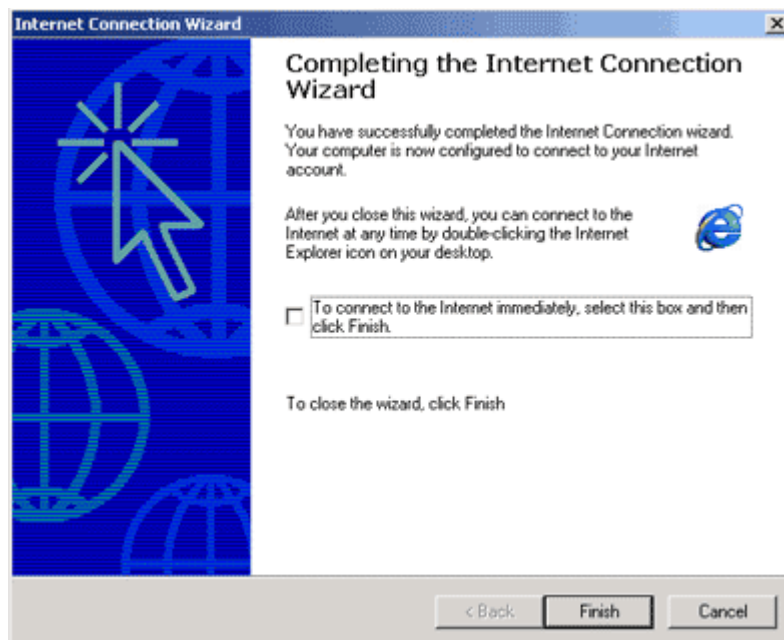 Internet Connection Wizard
Completing the Internet Connection
Wizard
You have successfully completed the Internet Connection wizard.
Your computer is now configured to connect to your Internet
account.
After you close this wizard, you can connect to the
Internet at any time by double-clicking the Internet
Explorer icon on your desktop.
To connect to the Internet immediately, select this box and then
click Finish.
To close the wizard, click Finish
< Back
Finish
Cancel